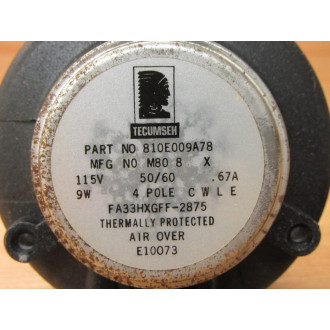 TECUMSEH
PART NO 810E009A78
MFG NO M80 8 X
115V 50/60 .67A
9W 4 POLE C W L E
FA33HXGFF-2875
THERMALLY PROTECTED
AIR OVER
E10073